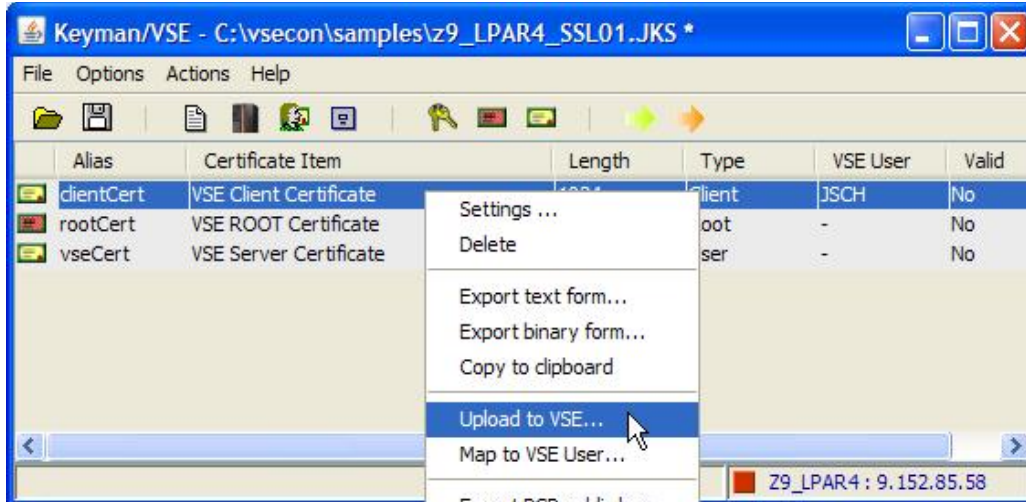 Keyman/VSE - C:\vsecon\samples\z9_LPAR4_SSL01.JKS *
File Options Actions Help
Alias Certificate Item Length Type VSE User Valid
clientCert VSE Client Certificate Client JSCH No
rootCert VSE ROOT Certificate oot - No
vseCert VSE Server Certificate ser - No
Settings ...
Delete
Export text form...
Export binary form...
Copy to clipboard
Upload to VSE...
Map to VSE User...
Z9_LPAR4 : 9.152.85.58